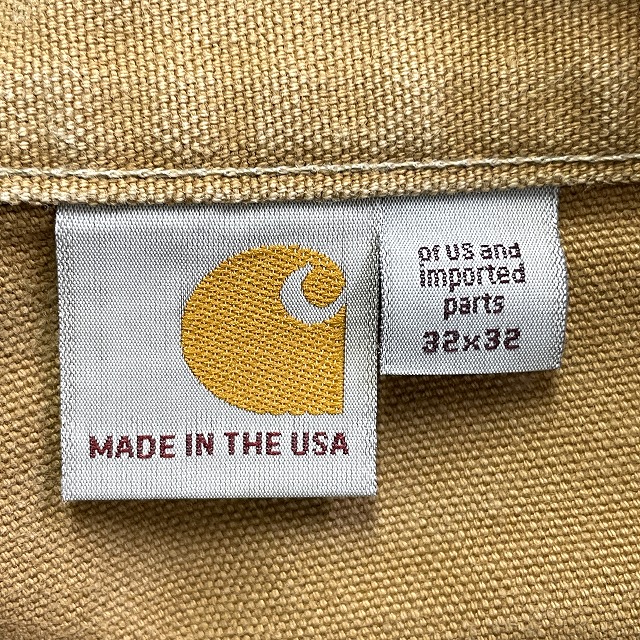 MADE IN THE USA
of US and
imported
parts
32x32